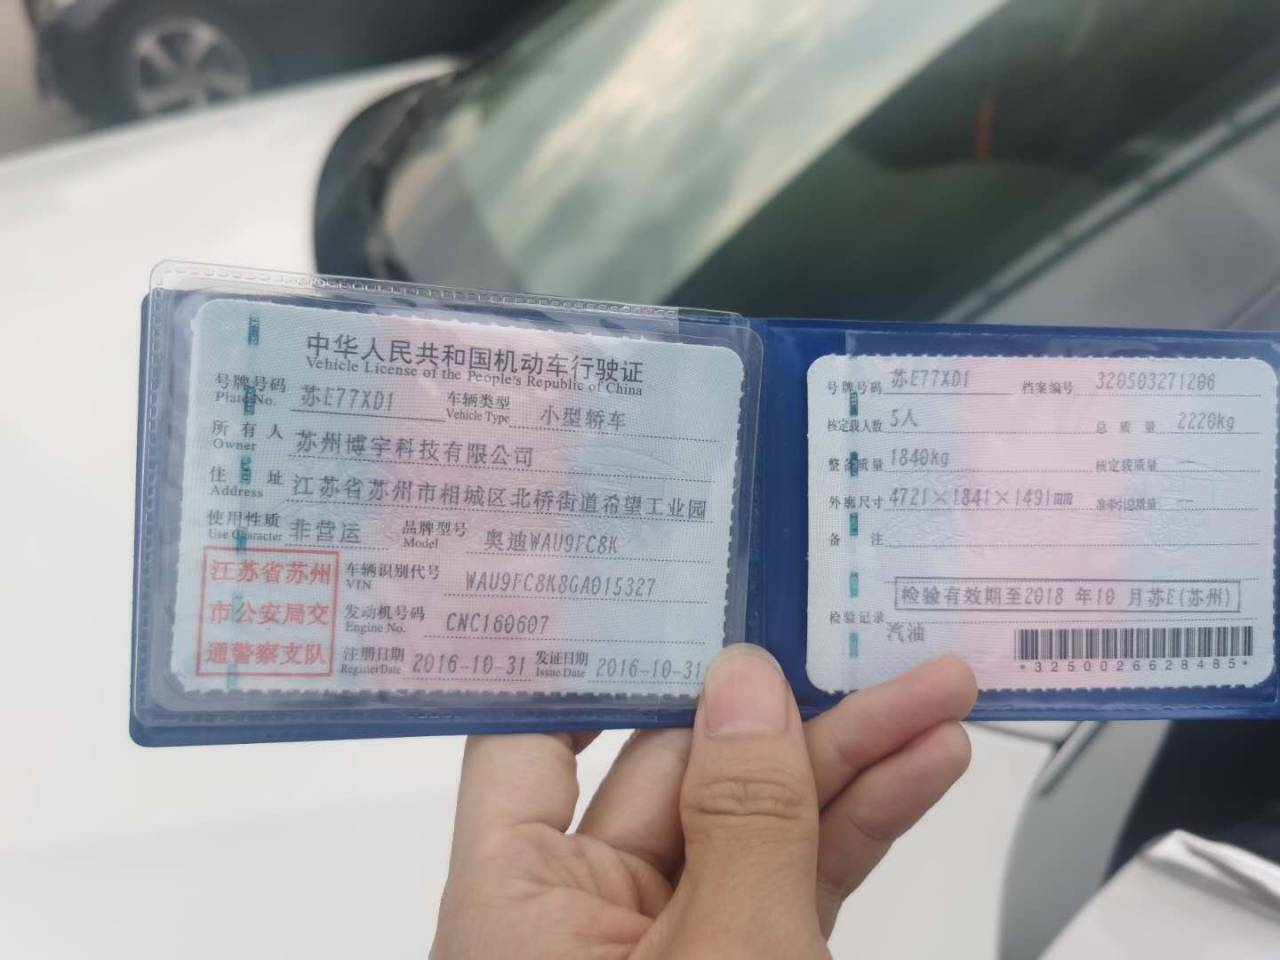 中华人民共和国机动车行驶证
Vehicle License of the People's Republic of China
号牌号码 苏E77XD1 车辆类型 小型轿车
Plate No. Vehicle Type
所有人 苏州博宇科技有限公司
Owner
住址 江苏省苏州市相城区北桥街道希望工业园
Address
使用性质 非营运 品牌型号 奥迪WAU9FC8K
Use Character Model
江苏省苏州市公安局交通警察支队
车辆识别代号 WAU9FC8K8GA015327
VIN
发动机号码 CNC160607
Engine No.
注册日期 2016-10-31 发证日期 2016-10-31
Register Date Issue Date
号牌号码 苏E77XD1 档案编号 320503271206
核定载人数 5人 总质量 2220kg
整备质量 1840kg 核定载质量 --
外廓尺寸 4721×1841×1491mm 准牵引总质量 --
备注
检验有效期至2018年10月苏E(苏州)
检验记录
汽油
*3250026628485*